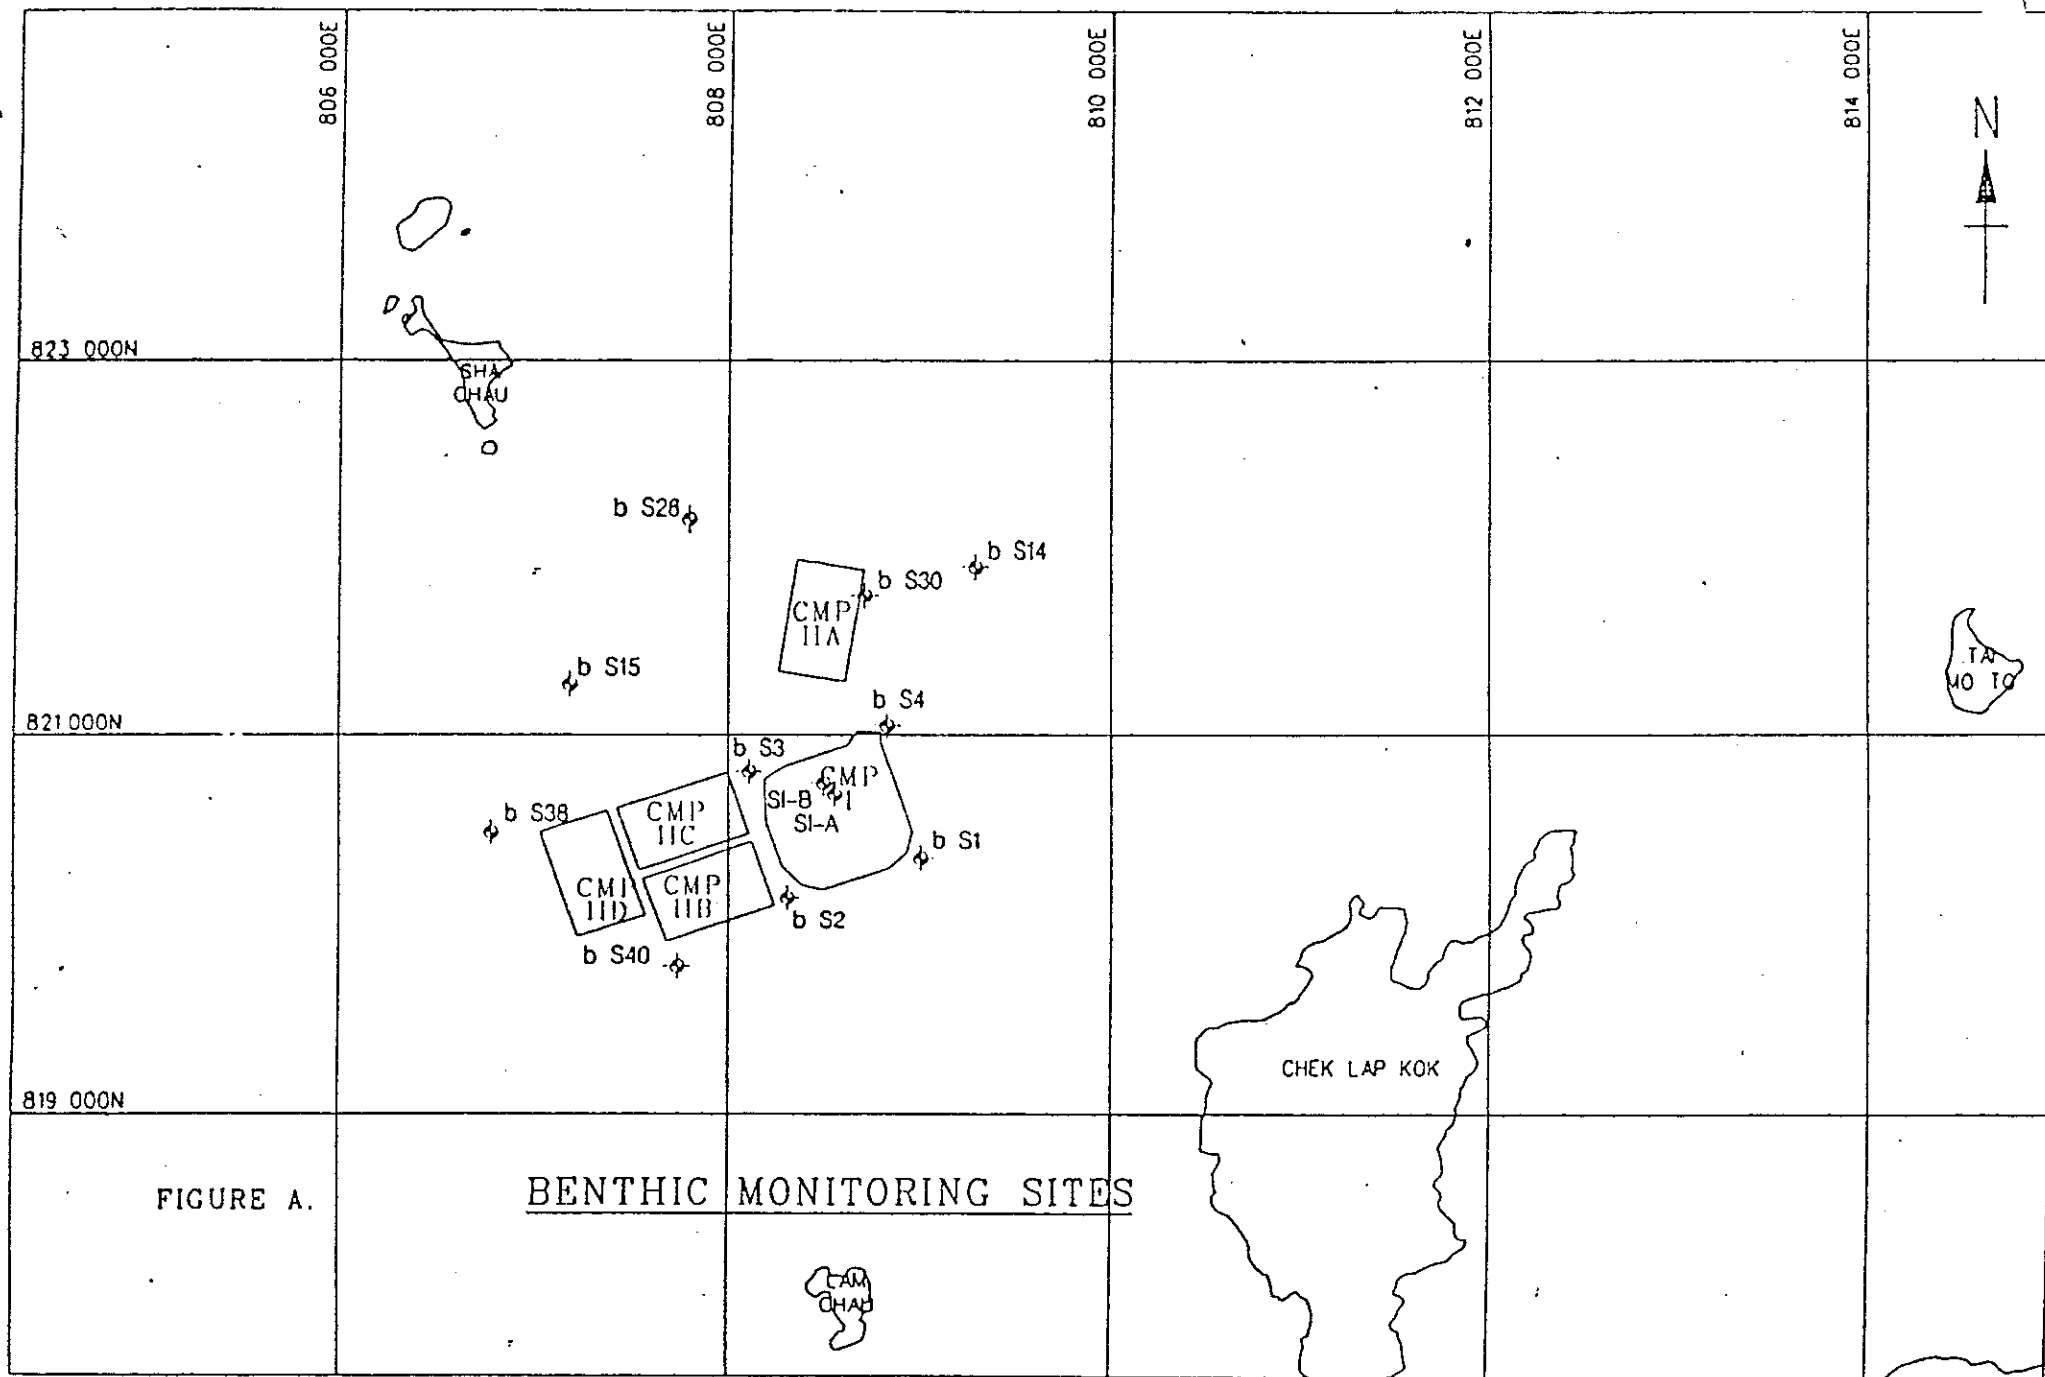 806 000E
808 000E
810 000E
812 000E
814 000E
N
823 000N
SHA
CHAU
b S28
b S14
b S30
CMP
IIA
b S15
TAI
MO TO
b S4
821 000N
b S3
CMP
I
SI-B
SI-A
b S38
CMP
IIC
b S1
CMP
IID
CMP
IIB
b S2
b S40
CHEK LAP KOK
819 000N
FIGURE A.
BENTHIC MONITORING SITES
LAM
CHAU